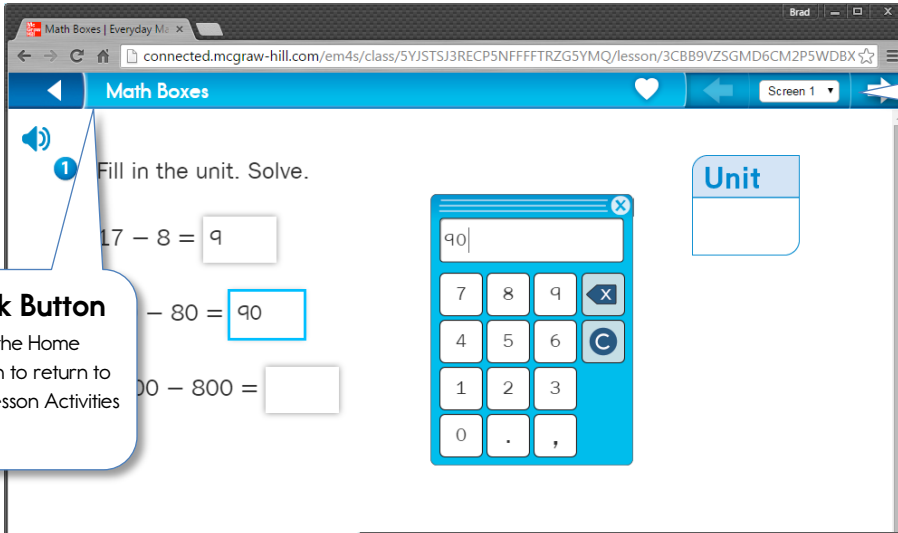 Brad
Math Boxes | Everyday Ma
connected.mcgraw-hill.com/em4s/class/5YJSTSJ3RECP5NFFFFTRZG5YMQ/lesson/3CBB9VZSGMD6CM2P5WDBX
Math Boxes
Screen 1
1 Fill in the unit. Solve.
Unit
17 − 8 = 9
− 80 = 90
00 − 800 =
k Button
the Home
n to return to
esson Activities
90
7 8 9 X
4 5 6 C
1 2 3
0 . ,